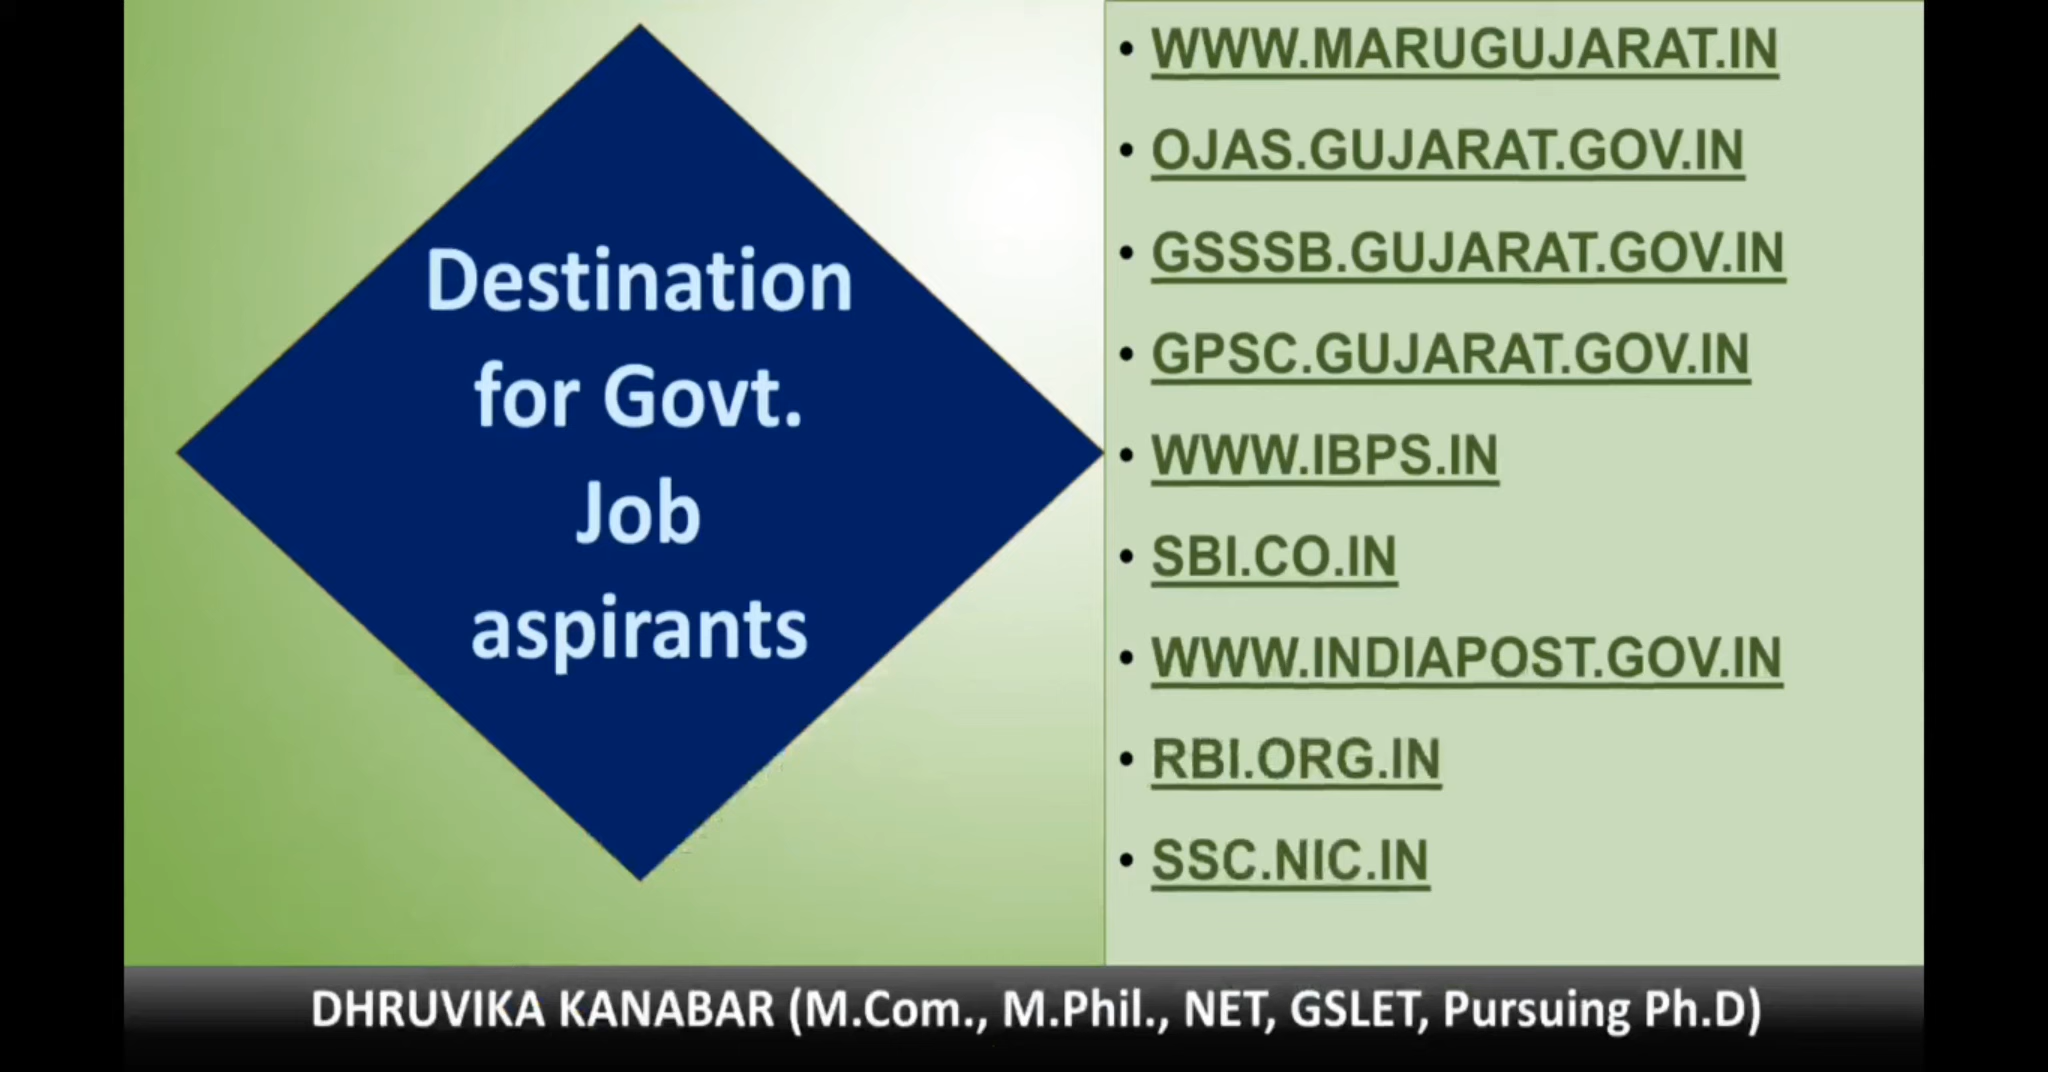 Destination
for Govt.
Job
aspirants
• WWW.MARUGUJARAT.IN
• OJAS.GUJARAT.GOV.IN
• GSSSB.GUJARAT.GOV.IN
• GPSC.GUJARAT.GOV.IN
• WWW.IBPS.IN
• SBI.CO.IN
• WWW.INDIAPOST.GOV.IN
• RBI.ORG.IN
• SSC.NIC.IN
DHRUVIKA KANABAR (M.Com., M.Phil., NET, GSLET, Pursuing Ph.D)